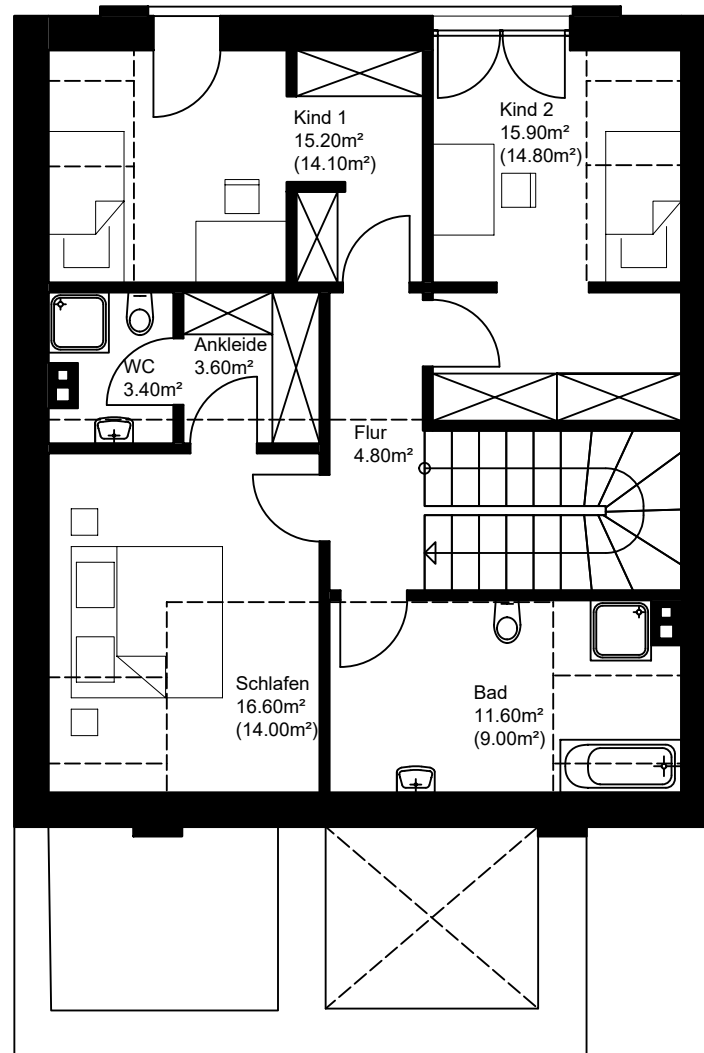 Kind 1
15.20m²
(14.10m²)
Kind 2
15.90m²
(14.80m²)
WC
3.40m²
Ankleide
3.60m²
Flur
4.80m²
Schlafen
16.60m²
(14.00m²)
Bad
11.60m²
(9.00m²)